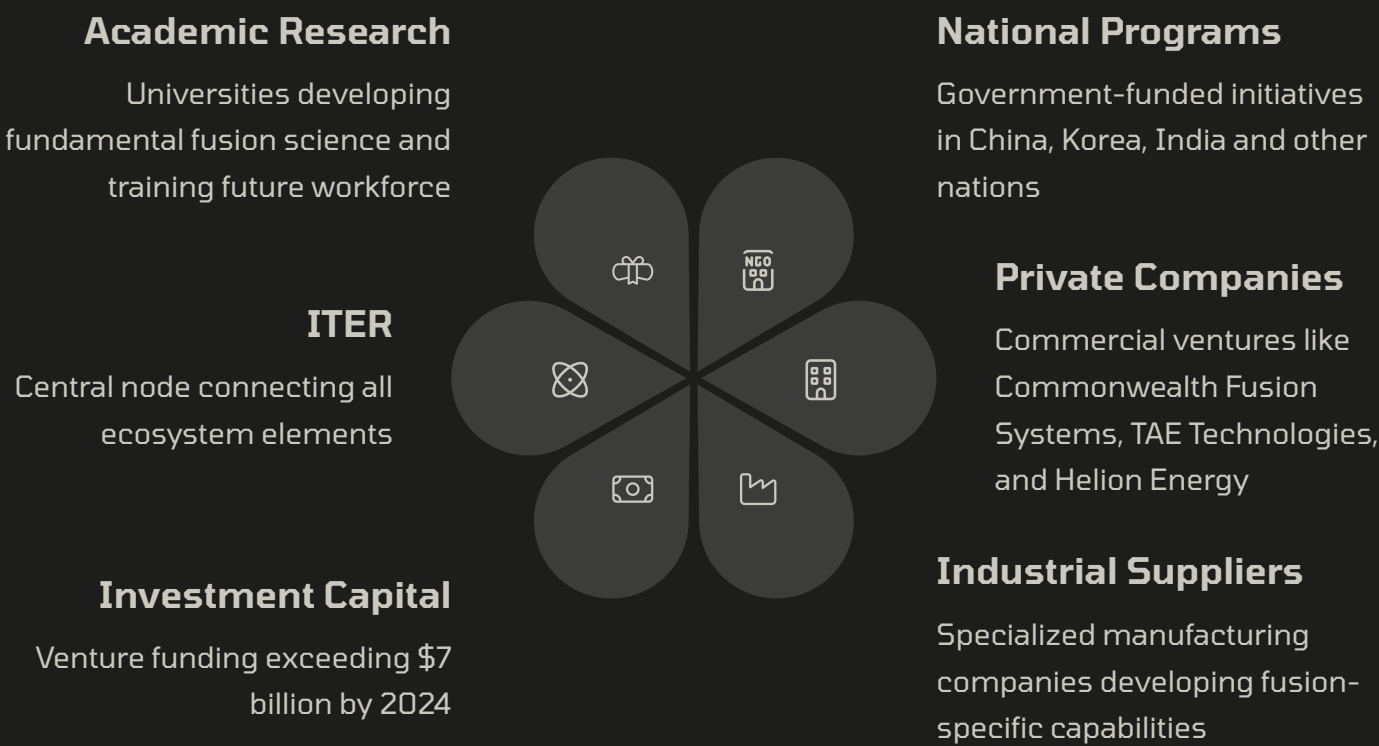 Academic Research
Universities developing
fundamental fusion science and
training future workforce
ITER
Central node connecting all
ecosystem elements
Investment Capital
Venture funding exceeding $7
billion by 2024
NGO
National Programs
Government-funded initiatives
in China, Korea, India and other
nations
Private Companies
Commercial ventures like
Commonwealth Fusion
Systems, TAE Technologies,
and Helion Energy
Industrial Suppliers
Specialized manufacturing
companies developing fusion-
specific capabilities